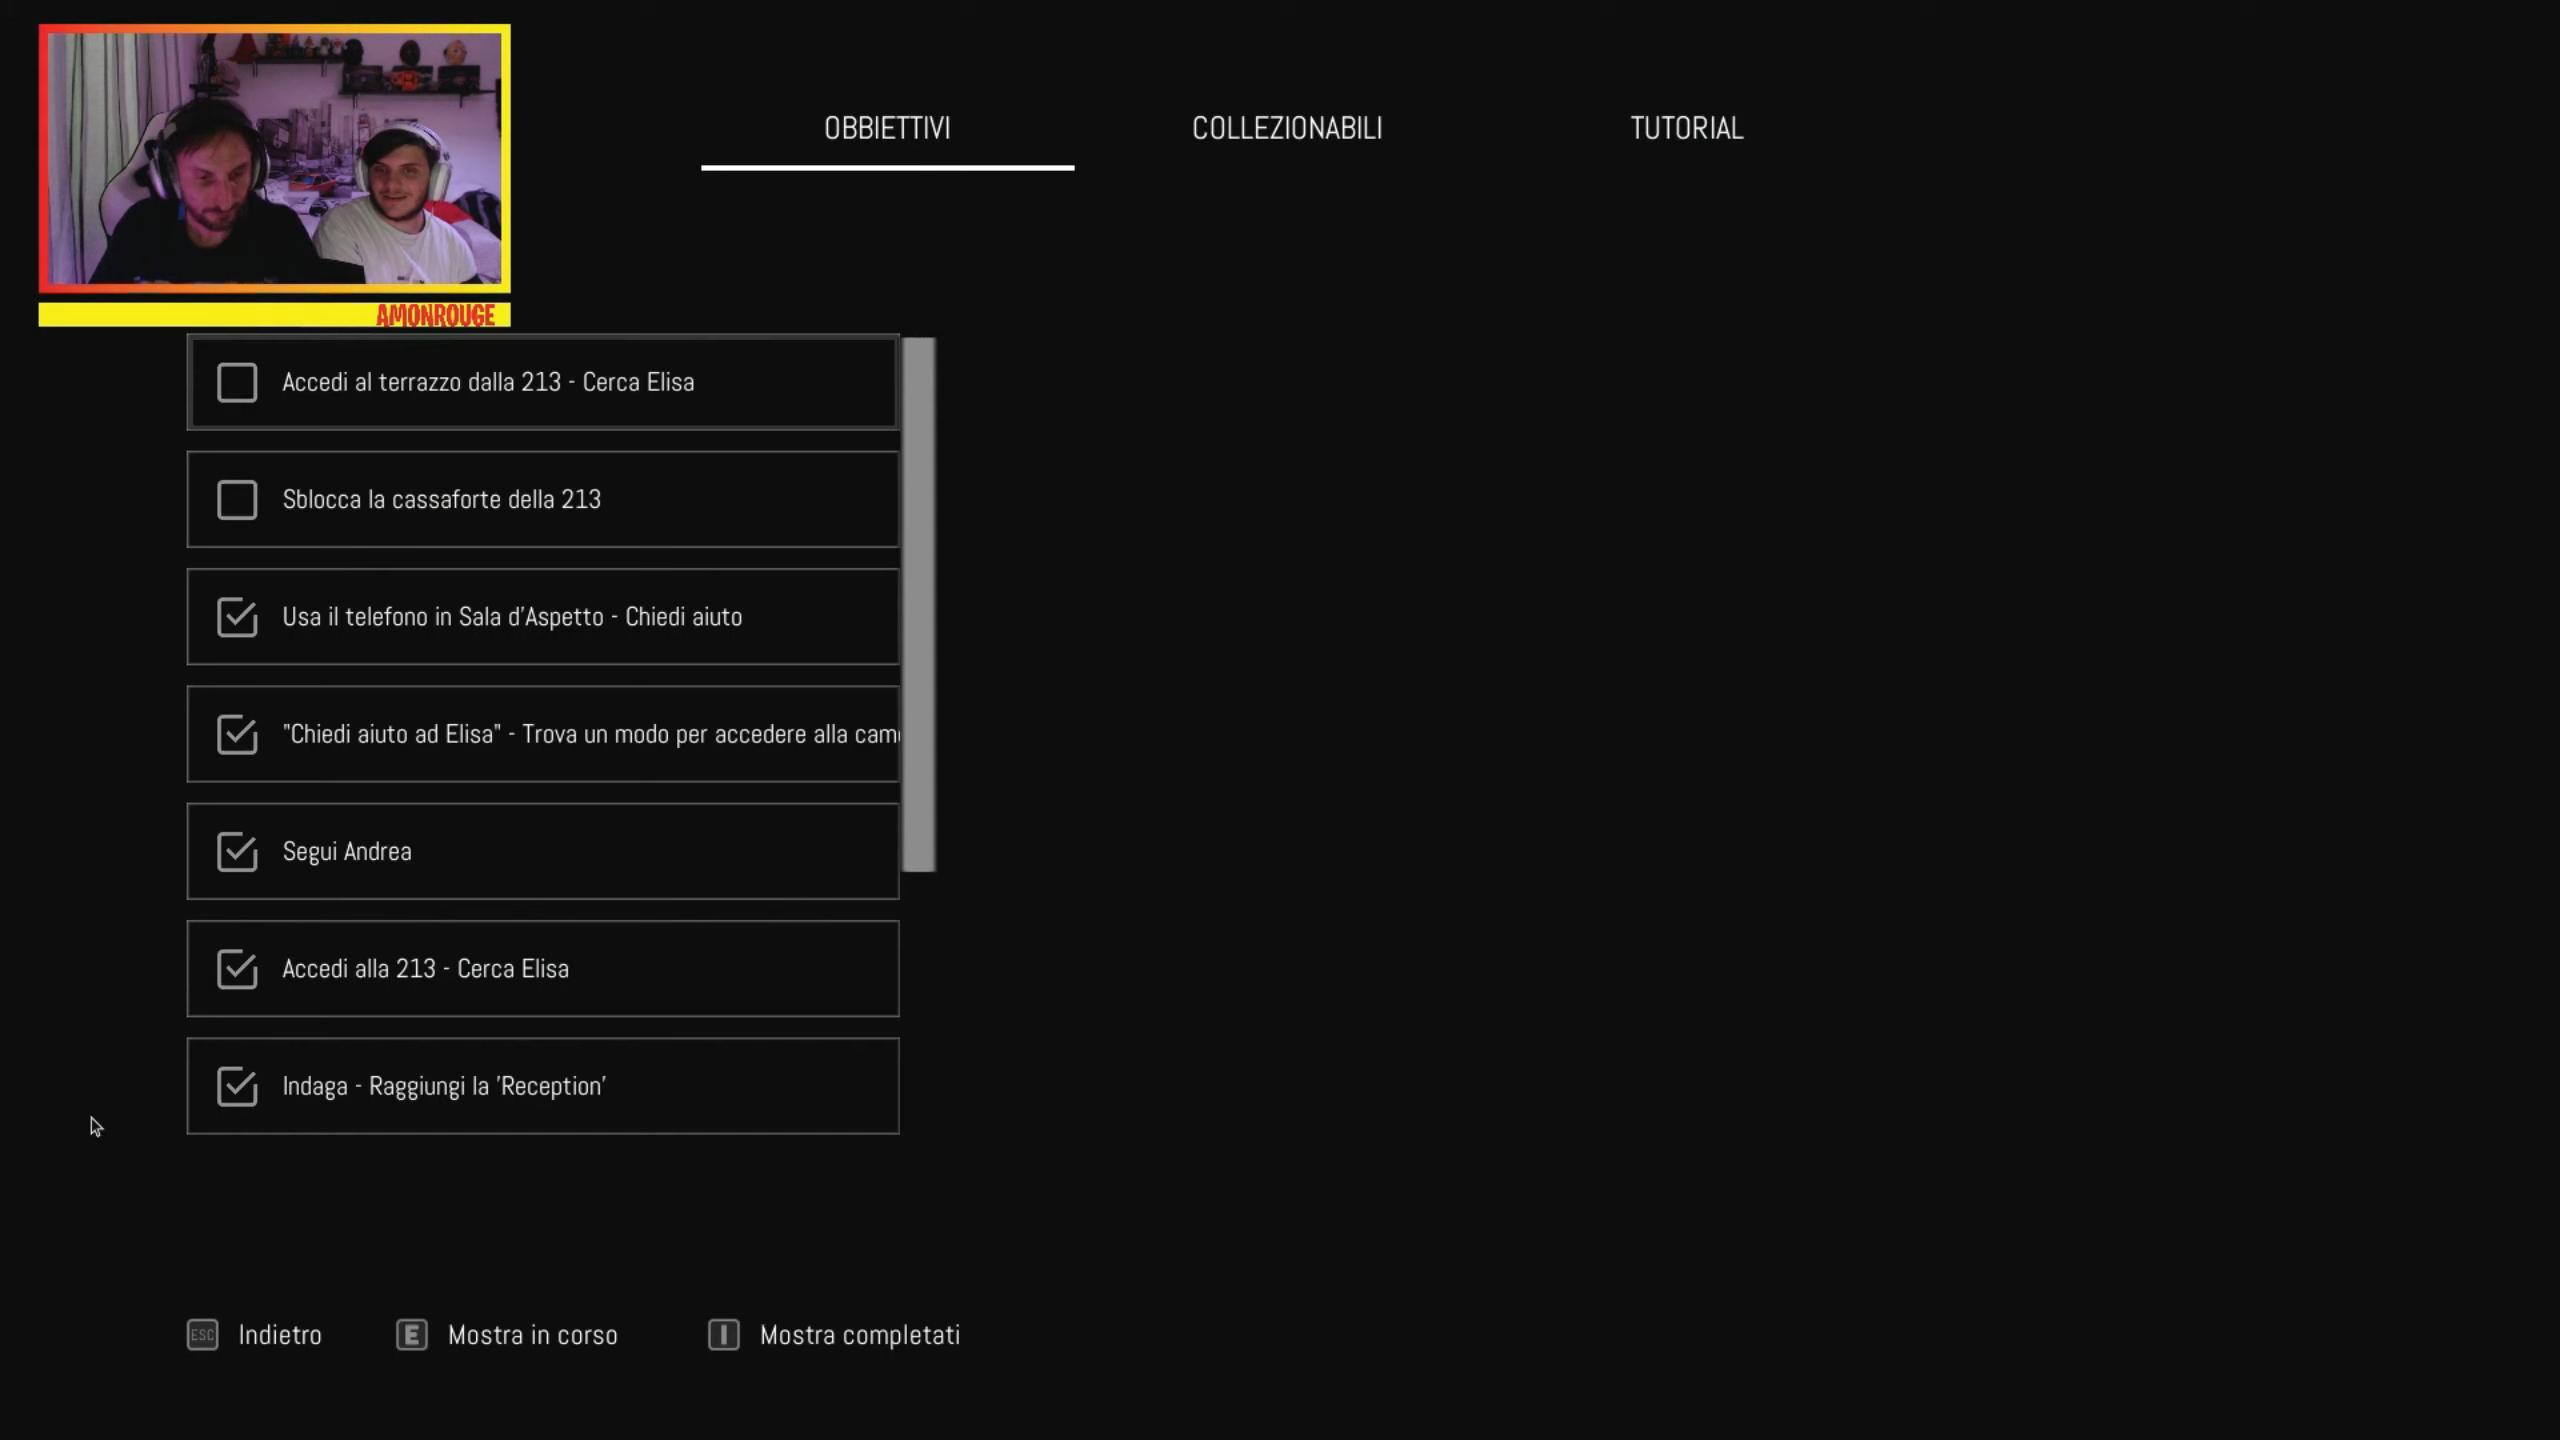 OBBIETTIVI
COLLEZIONABILI
TUTORIAL
AMONROUGE
Accedi al terrazzo dalla 213 - Cerca Elisa
Sblocca la cassaforte della 213
Usa il telefono in Sala d'Aspetto - Chiedi aiuto
"Chiedi aiuto ad Elisa" - Trova un modo per accedere alla
Segui Andrea
Accedi alla 213 - Cerca Elisa
Indaga - Raggiungi la 'Reception'
ESC Indietro
E Mostra in corso
I Mostra completati